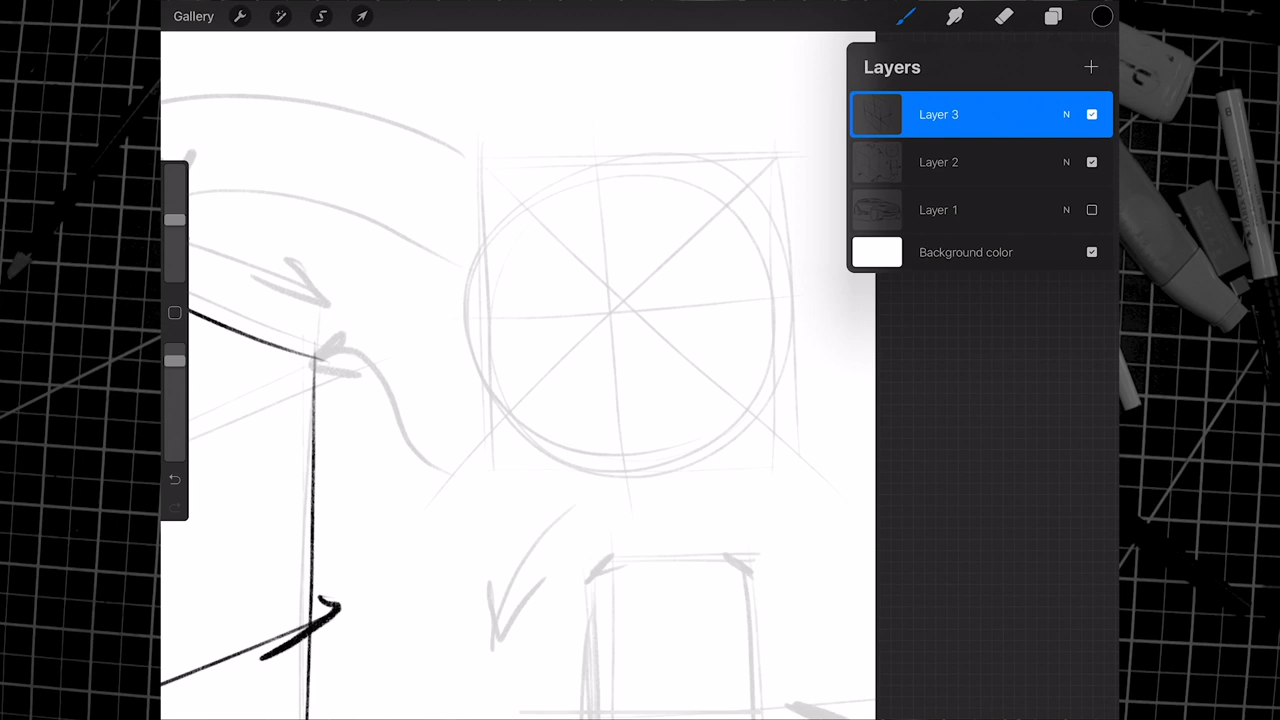 Gallery
Layers
Layer 3 N
Layer 2 N
Layer 1 N
Background color